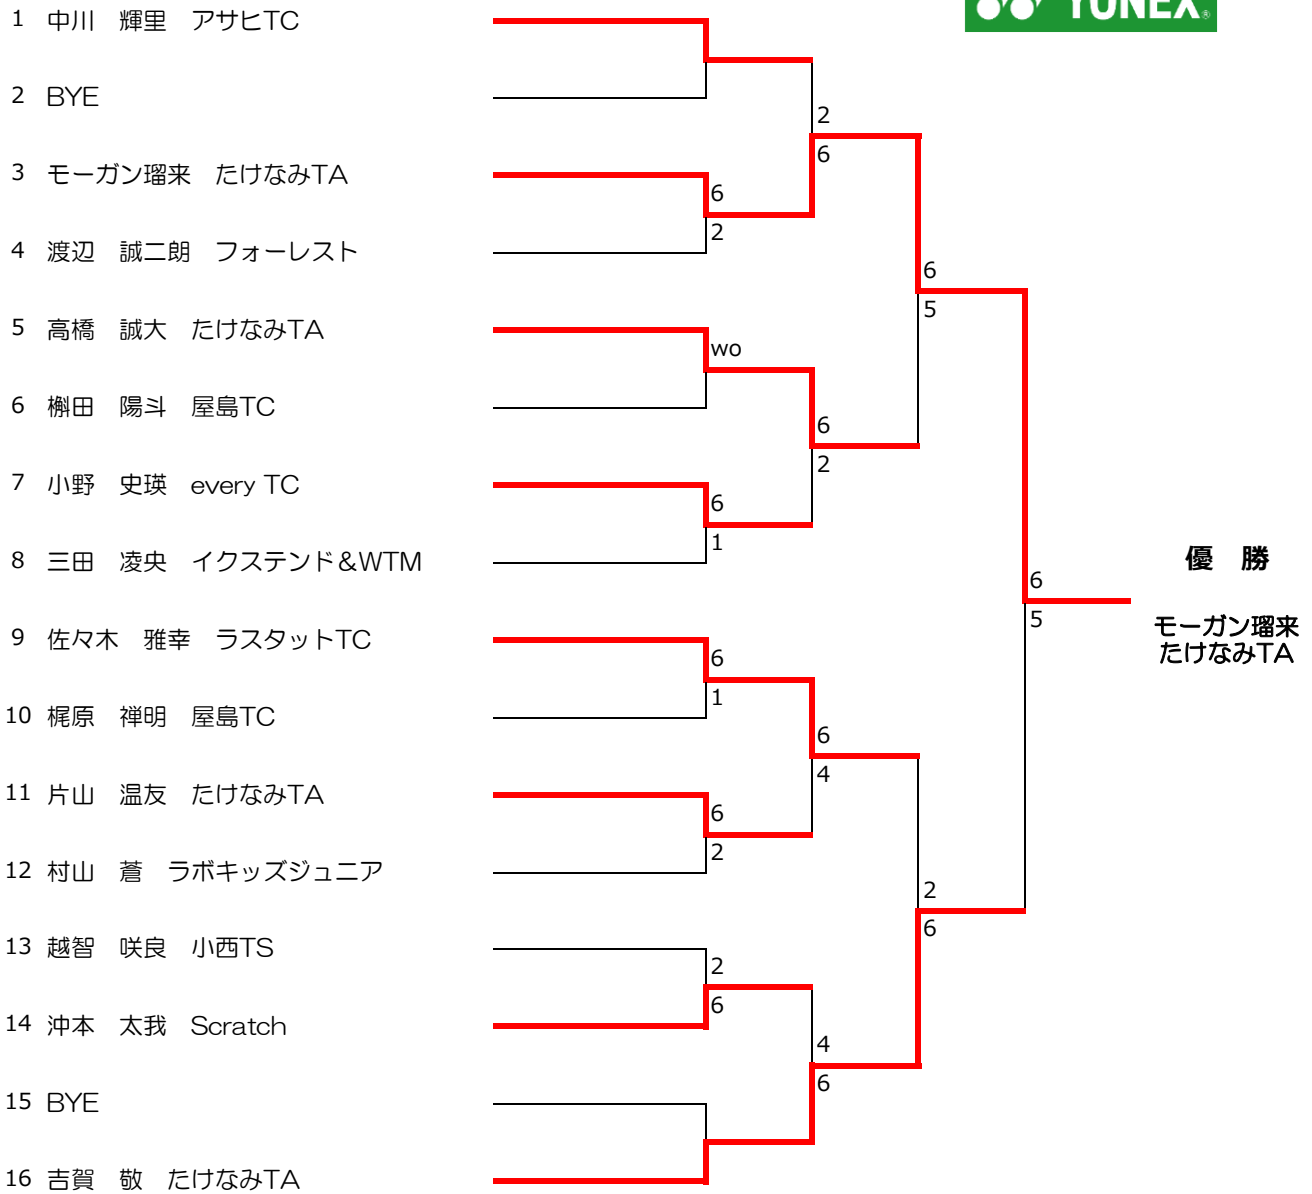 1 中川 輝里 アサヒTC
YONEX®
2 BYE
2
6
3 モーガン瑠来 たけなみTA
6
2
4 渡辺 誠二朗 フォーレスト
6
5
5 高橋 誠大 たけなみTA
wo
6 槲田 陽斗 屋島TC
6
2
7 小野 史瑛 every TC
6
1
8 三田 凌央 イクステンド&WTM
優 勝
6
5
モーガン瑠来
たけなみTA
9 佐々木 雅幸 ラスタットTC
6
1
10 梶原 禅明 屋島TC
6
4
11 片山 温友 たけなみTA
6
2
12 村山 蒼 ラボキッズジュニア
2
6
13 越智 咲良 小西TS
2
6
14 沖本 太我 Scratch
4
6
15 BYE
16 吉賀 敬 たけなみTA